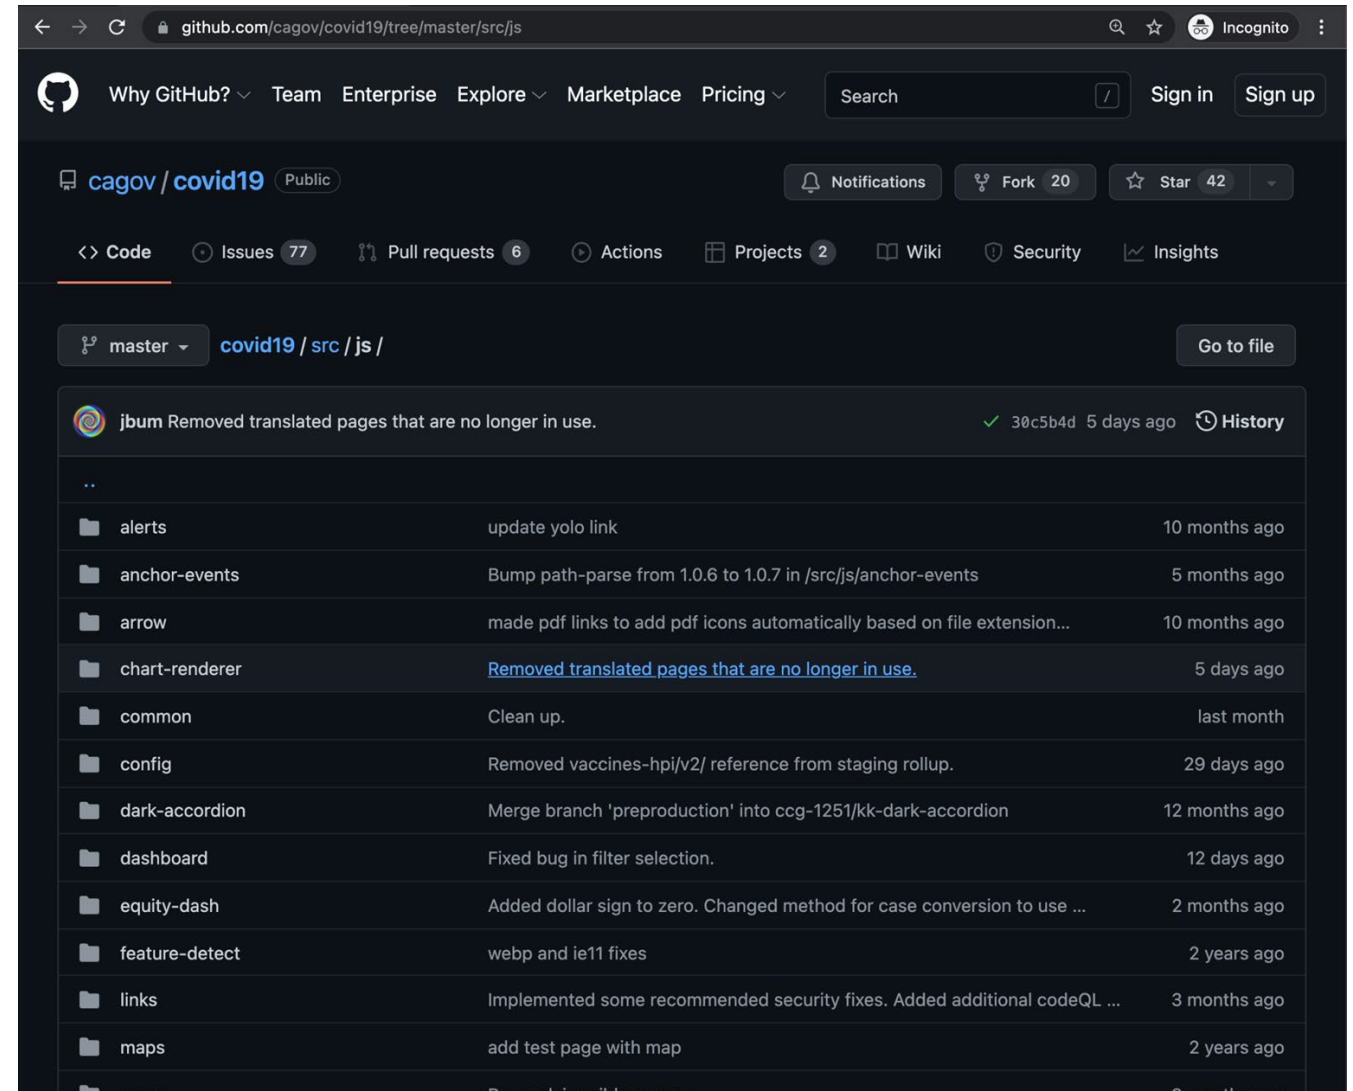 github.com/cagov/covid19/tree/master/src/js Incognito
Why GitHub? Team Enterprise Explore Marketplace Pricing Search / Sign in Sign up
cagov / covid19 Public Notifications Fork 20 Star 42
<> Code Issues 77 Pull requests 6 Actions Projects 2 Wiki Security Insights
master covid19 / src / js / Go to file
jbum Removed translated pages that are no longer in use. 30c5b4d 5 days ago History
..
alerts update yolo link 10 months ago
anchor-events Bump path-parse from 1.0.6 to 1.0.7 in /src/js/anchor-events 5 months ago
arrow made pdf links to add pdf icons automatically based on file extension... 10 months ago
chart-renderer Removed translated pages that are no longer in use. 5 days ago
common Clean up. last month
config Removed vaccines-hpi/v2/ reference from staging rollup. 29 days ago
dark-accordion Merge branch 'preproduction' into ccg-1251/kk-dark-accordion 12 months ago
dashboard Fixed bug in filter selection. 12 days ago
equity-dash Added dollar sign to zero. Changed method for case conversion to use ... 2 months ago
feature-detect webp and ie11 fixes 2 years ago
links Implemented some recommended security fixes. Added additional codeQL ... 3 months ago
maps add test page with map 2 years ago